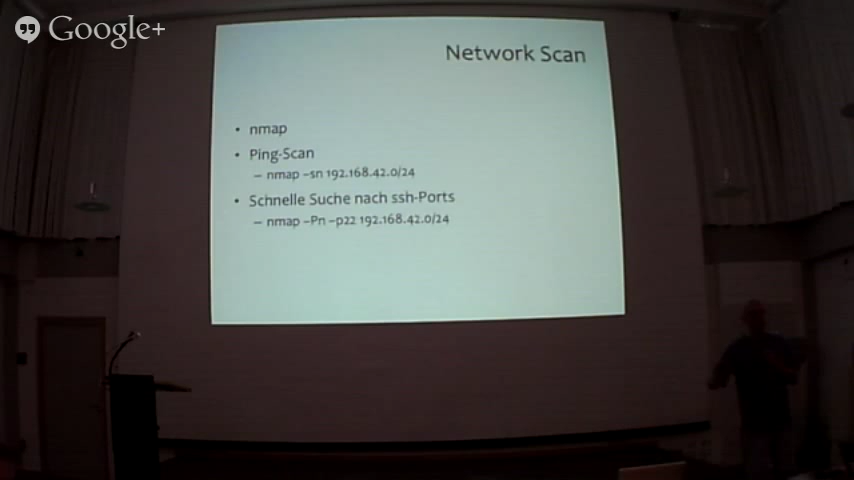 Google+
Network Scan
• nmap
• Ping-Scan
– nmap –sn 192.168.42.0/24
• Schnelle Suche nach ssh-Ports
– nmap –Pn –p22 192.168.42.0/24